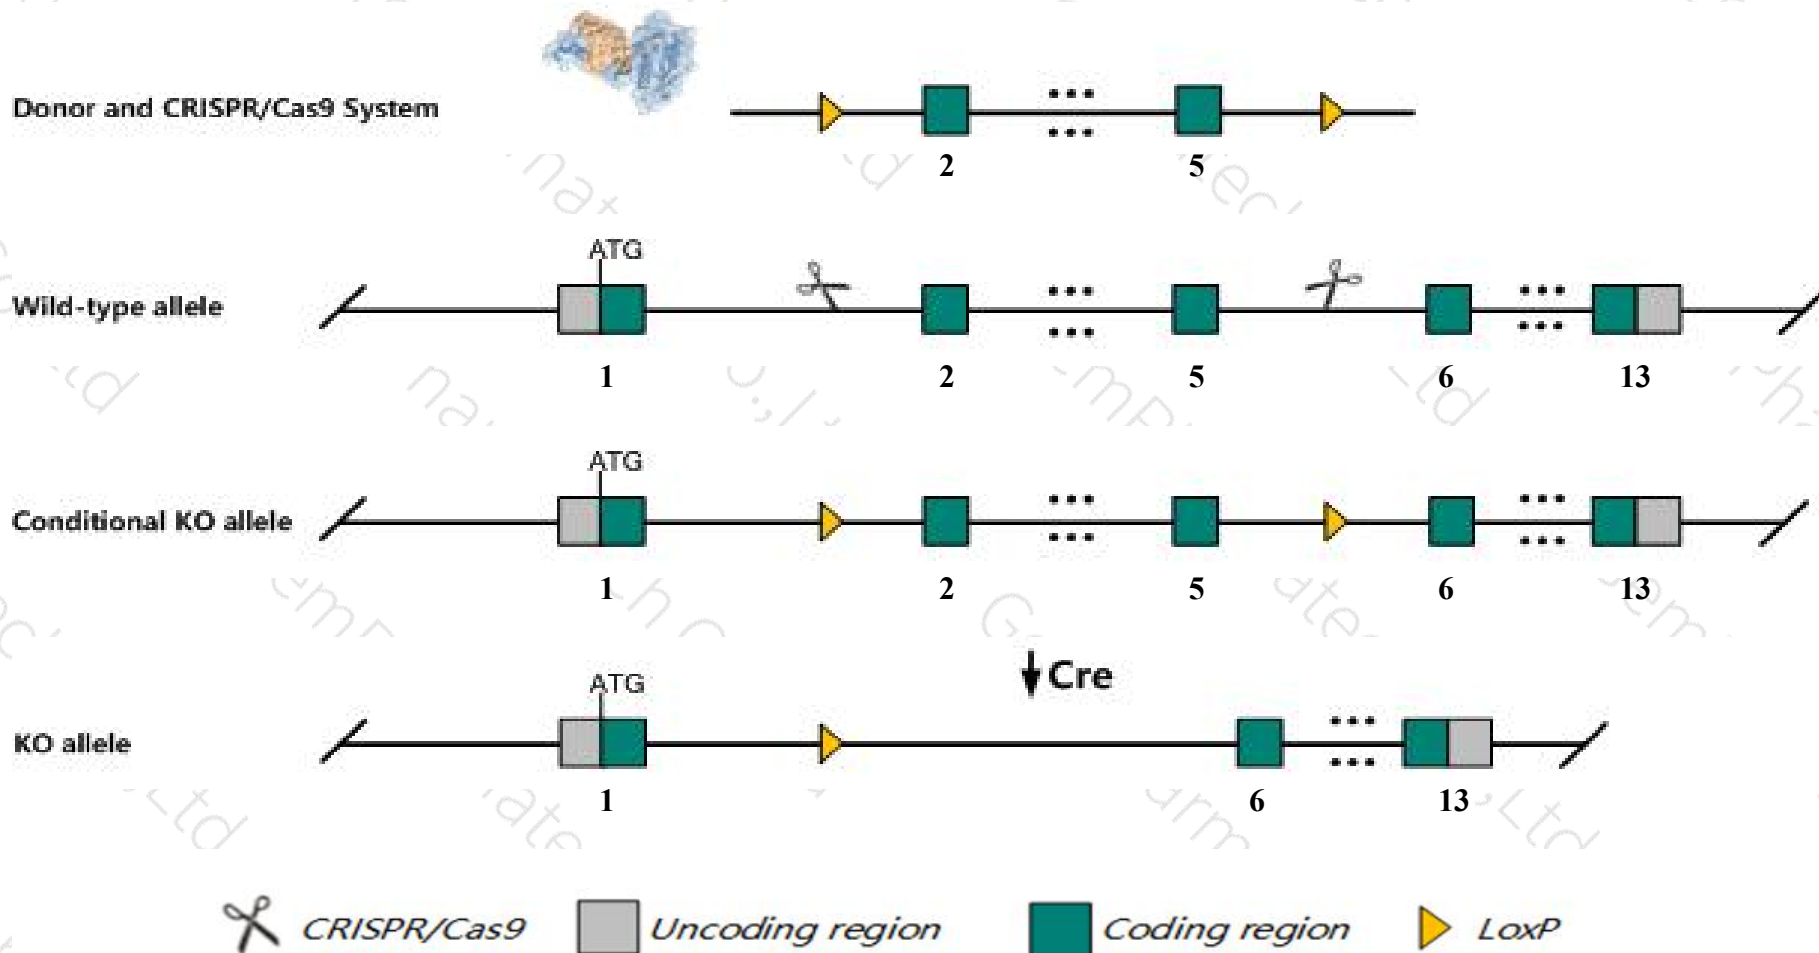 Donor and CRISPR/Cas9 System
2 5
ATG
Wild-type allele
1 2 5 6 13
ATG
Conditional KO allele
1 2 5 6 13
Cre
ATG
KO allele
1 6 13
CRISPR/Cas9 Uncoding region Coding region LoxP